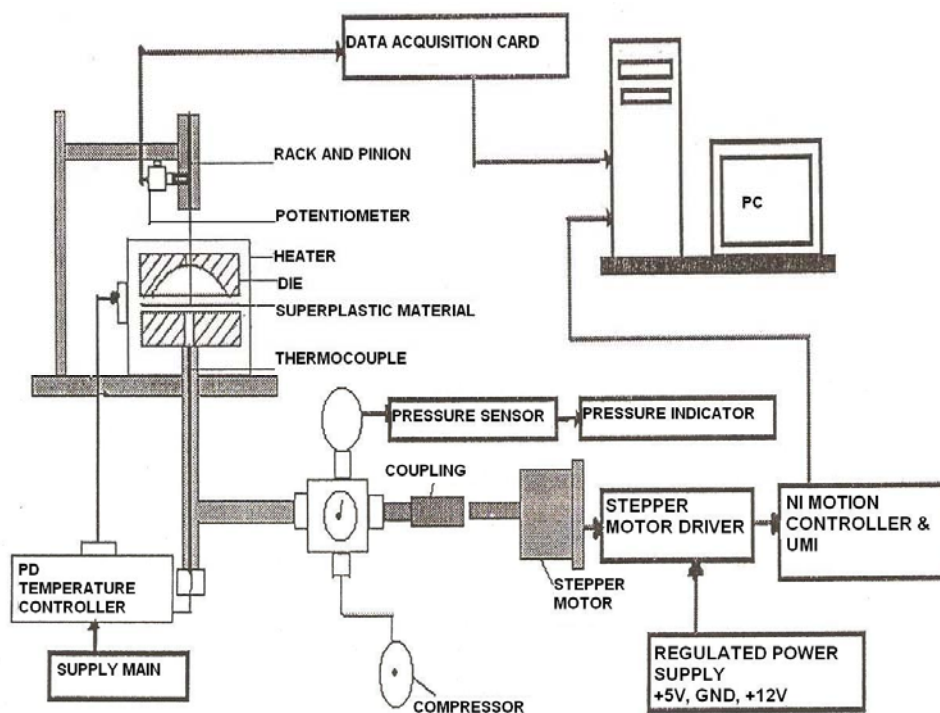 DATA ACQUISITION CARD
RACK AND PINION
POTENTIOMETER
PC
HEATER
DIE
SUPERPLASTIC MATERIAL
THERMOCOUPLE
PRESSURE SENSOR
PRESSURE INDICATOR
COUPLING
STEPPER
MOTOR DRIVER
NI MOTION
CONTROLLER &
UMI
PD
TEMPERATURE
CONTROLLER
STEPPER
MOTOR
SUPPLY MAIN
REGULATED POWER
SUPPLY
+5V, GND, +12V
COMPRESSOR